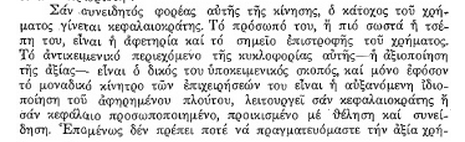 Σάν συνειδητός φορέας αὐτῆς τῆς κίνησης, ὁ κάτοχος τοῦ χρή-
ματος γίνεται κεφαλαιοκράτης. Τό πρόσωπό του, ἤ πιό σωστά ἡ τσέ-
πη του, εἶναι ἡ ἀφετηρία καί τό σημεῖο ἐπιστροφῆς τοῦ χρήματος.
Τό ἀντικειμενικό περιεχόμενο τῆς κυκλοφορίας αὐτῆς—ἡ ἀξιοποίηση
τῆς ἀξίας— εἶναι ὁ δικός του ὑποκειμενικός σκοπός, καί μόνο ἐφόσον
τό μοναδικό κίνητρο τῶν ἐπιχειρήσεών του εἶναι ἡ αὐξανόμενη ἰδιο-
ποίηση τοῦ ἀφηρημένου πλούτου, λειτουργεῖ σάν κεφαλαιοκράτης ἤ
σάν κεφάλαιο προσωποποιημένο, προικισμένο μέ θέληση καί συνεί-
δηση. Ἑπομένως δέν πρέπει ποτέ νά πραγματευόμαστε τήν ἀξία χρή-